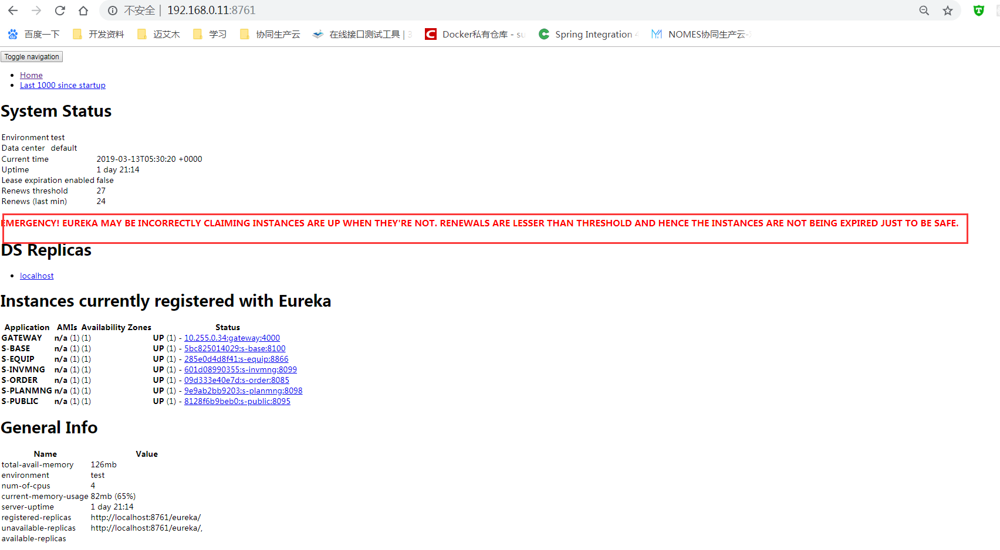 不安全 | 192.168.0.11:8761
百度一下 开发资料 迈艾木 学习 协同生产云 在线接口测试工具 | 3 Docker私有仓库 - su Spring Integration 4 NOMES协同生产云-
Toggle navigation
Home
Last 1000 since startup
System Status
Environment test
Data center default
Current time 2019-03-13T05:30:20 +0000
Uptime 1 day 21:14
Lease expiration enabled false
Renews threshold 27
Renews (last min) 24
EMERGENCY! EUREKA MAY BE INCORRECTLY CLAIMING INSTANCES ARE UP WHEN THEY'RE NOT. RENEWALS ARE LESSER THAN THRESHOLD AND HENCE THE INSTANCES ARE NOT BEING EXPIRED JUST TO BE SAFE.
DS Replicas
localhost
Instances currently registered with Eureka
Application AMIs Availability Zones Status
GATEWAY n/a (1) (1) UP (1) - 10.255.0.34:gateway:4000
S-BASE n/a (1) (1) UP (1) - 5bc825014029:s-base:8100
S-EQUIP n/a (1) (1) UP (1) - 285e0d4d8f41:s-equip:8866
S-INVMNG n/a (1) (1) UP (1) - 601d08990355:s-invmng:8099
S-ORDER n/a (1) (1) UP (1) - 09d333e40e7d:s-order:8085
S-PLANMNG n/a (1) (1) UP (1) - 9e9ab2bb9203:s-planmng:8098
S-PUBLIC n/a (1) (1) UP (1) - 8128f6b9beb0:s-public:8095
General Info
Name Value
total-avail-memory 126mb
environment test
num-of-cpus 4
current-memory-usage 82mb (65%)
server-uptime 1 day 21:14
registered-replicas http://localhost:8761/eureka/
unavailable-replicas http://localhost:8761/eureka/,
available-replicas